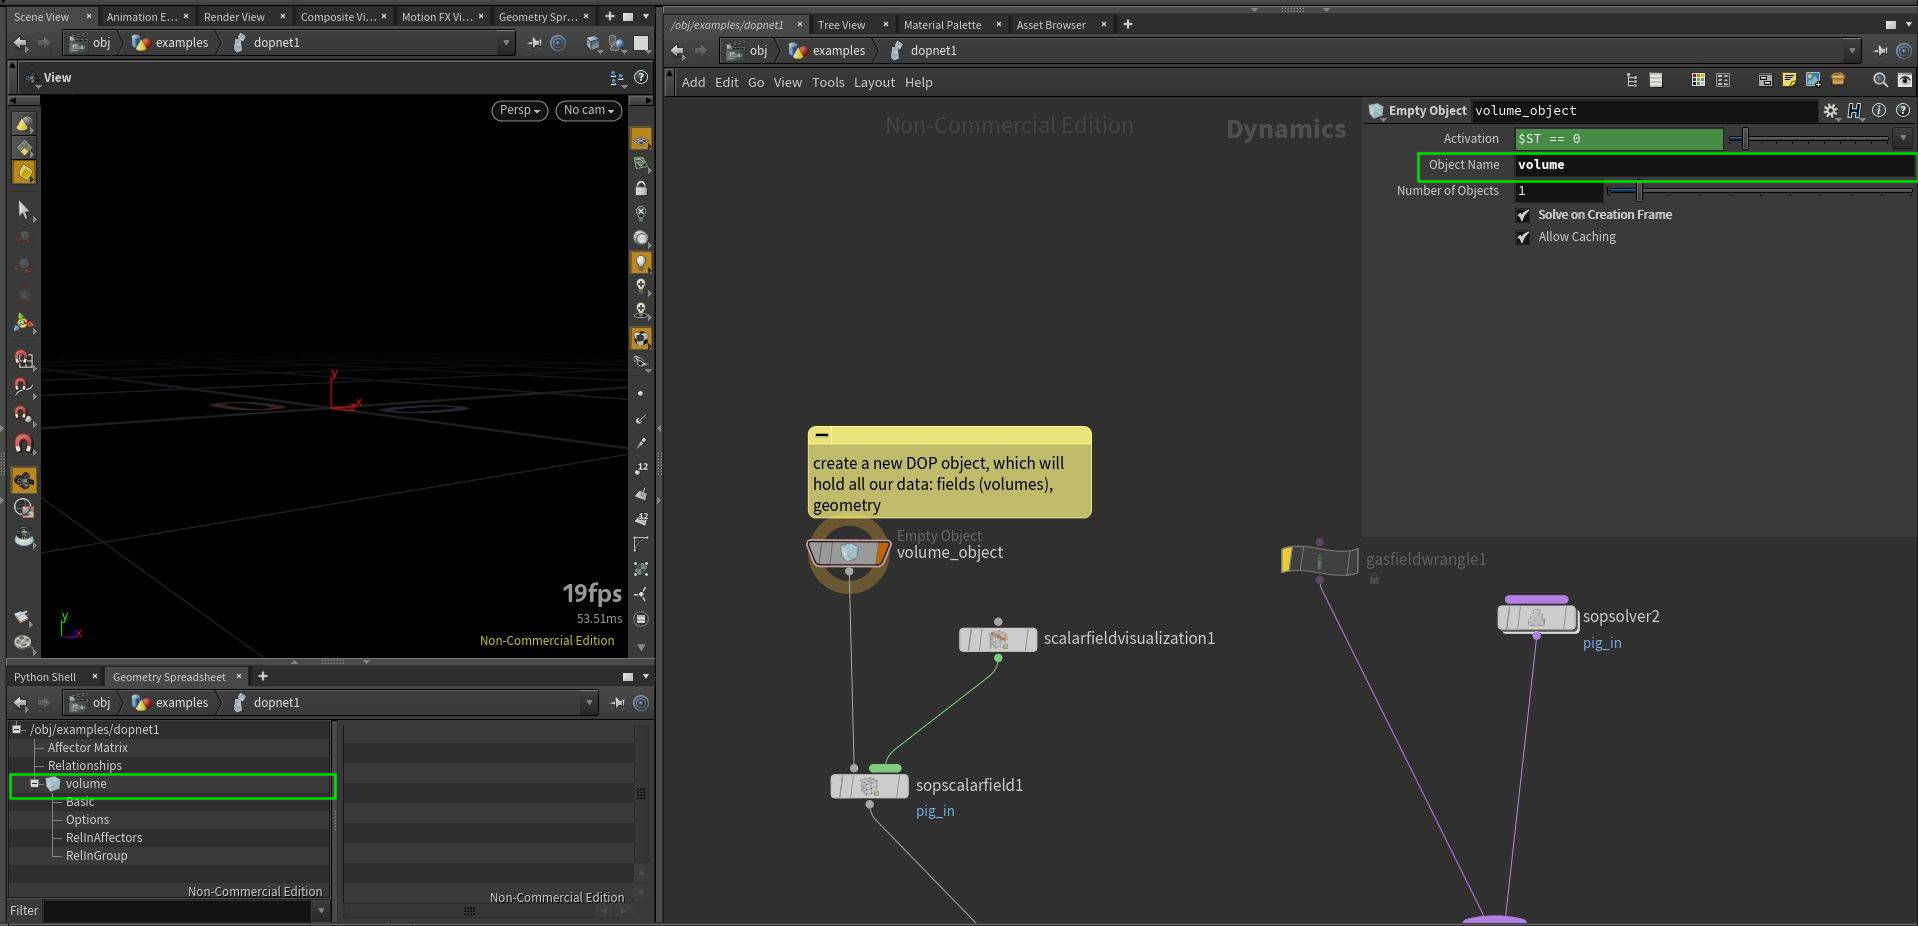 Scene View
Animation E...
Render View
Composite Vi...
Motion FX Vi...
Geometry Spr...
obj
examples
dopnet1
View
Persp
No cam
12
12
y
x
z
y
x
19fps
53.51ms
Non-Commercial Edition
Python Shell
Geometry Spreadsheet
obj
examples
dopnet1
/obj/examples/dopnet1
Affector Matrix
Relationships
volume
Basic
Options
RelInAffectors
RelInGroup
Non-Commercial Edition
Filter
Non-Commercial Edition
/obj/examples/dopnet1
Tree View
Material Palette
Asset Browser
obj
examples
dopnet1
Add Edit Go View Tools Layout Help
Non-Commercial Edition
Dynamics
Empty Object volume_object
Activation $ST == 0
Object Name volume
Number of Objects 1
Solve on Creation Frame
Allow Caching
create a new DOP object, which will
hold all our data: fields (volumes),
geometry
Empty Object
volume_object
gasfieldwrangle1
sopsolver2
pig_in
scalarfieldvisualization1
sopscalarfield1
pig_in